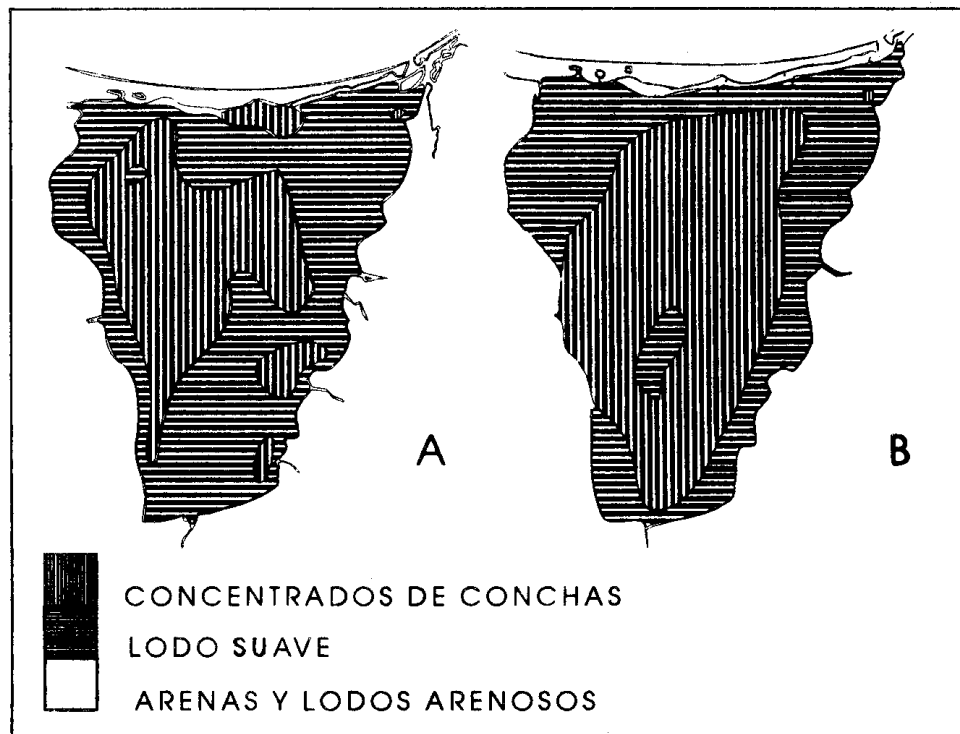 A
B
CONCENTRADOS DE CONCHAS
LODO SUAVE
ARENAS Y LODOS ARENOSOS